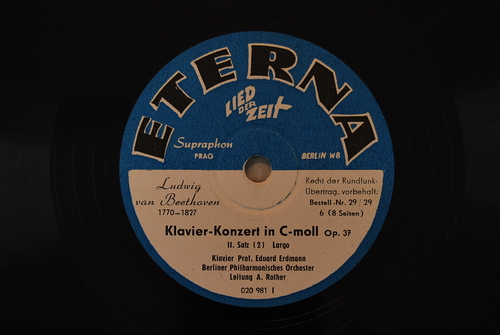 ETERNA
LIED
DER
ZEIT
Supraphon
PRAG
BERLIN W8
Ludwig
van Beethoven
1770-1827
Recht der Rundfunk-
Übertrag. vorbehalt.
Bestell-Nr. 29/29
6 (8 Seiten)
Klavier-Konzert in C-moll Op. 37
II. Satz (2) Largo
Klavier Prof. Eduard Erdmann
Berliner Philharmonisches Orchester
Leitung A. Rother
020 981 I